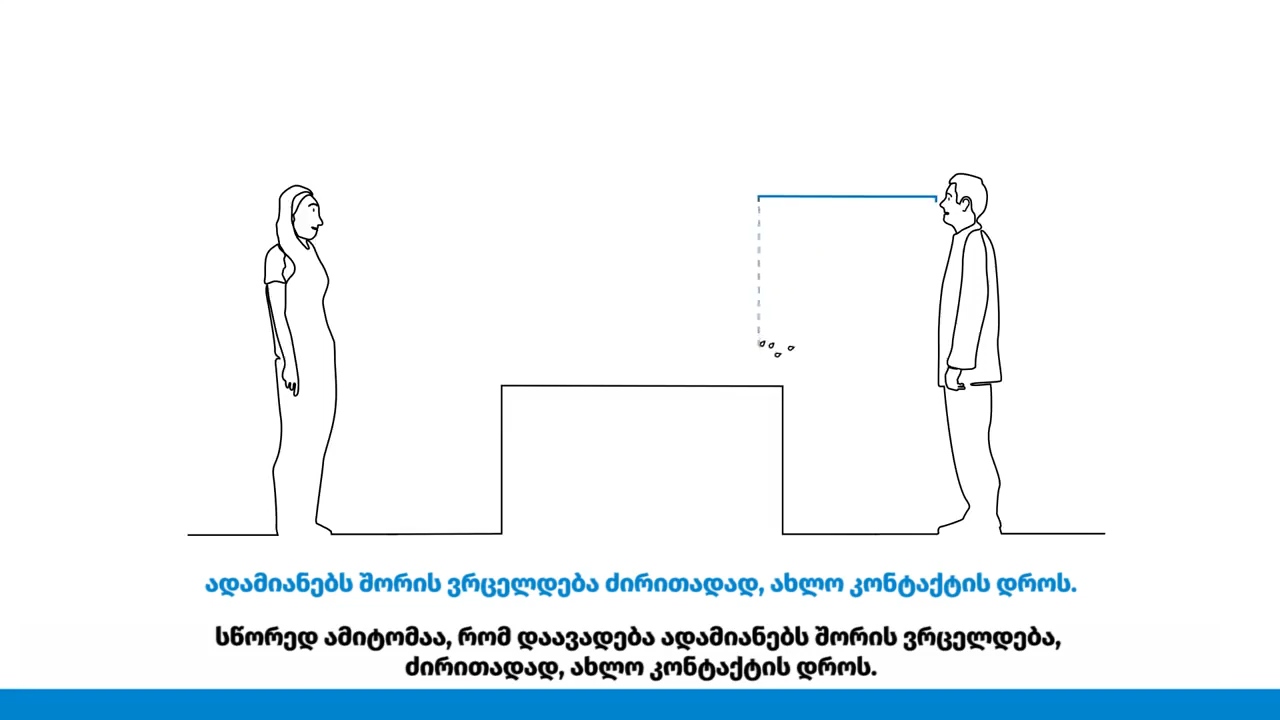 ადამიანებს შორის ვრცელდება ძირითადად, ახლო კონტაქტის დროს.
სწორედ ამიტომაა, რომ დაავადება ადამიანებს შორის ვრცელდება,
ძირითადად, ახლო კონტაქტის დროს.